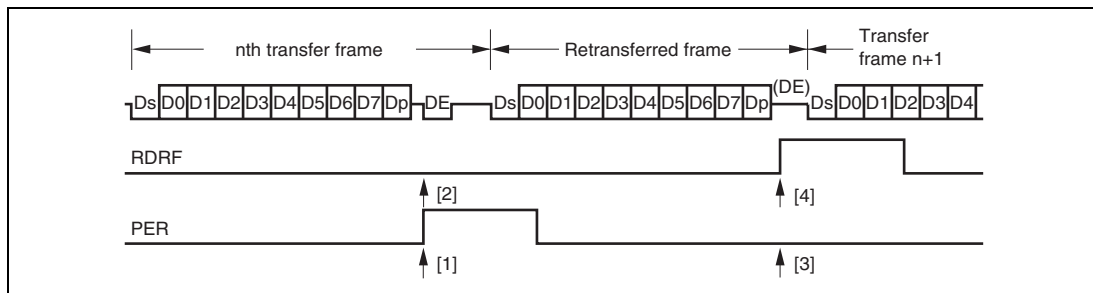 nth transfer frame Retransferred frame Transfer
frame n+1
Ds D0 D1 D2 D3 D4 D5 D6 D7 Dp DE Ds D0 D1 D2 D3 D4 D5 D6 D7 Dp (DE) Ds D0 D1 D2 D3 D4
RDRF
[2] [4]
PER
[1] [3]